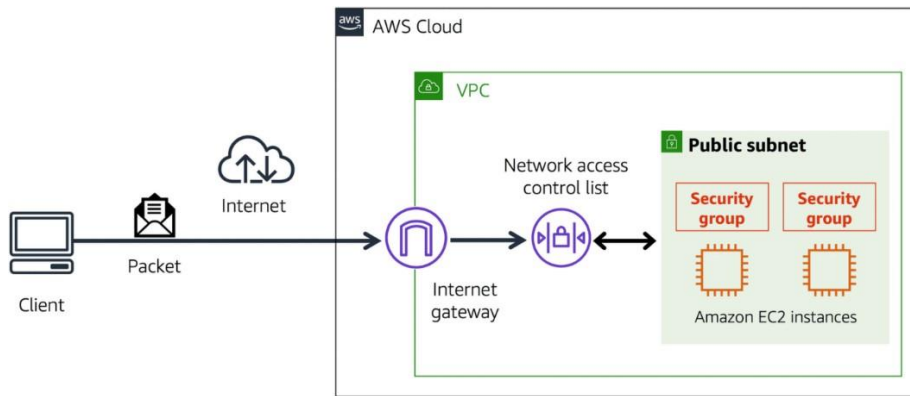 aws
AWS Cloud
VPC
Public subnet
Network access
control list
Security
group
Security
group
Internet
Packet
Client
Internet
gateway
Amazon EC2 instances